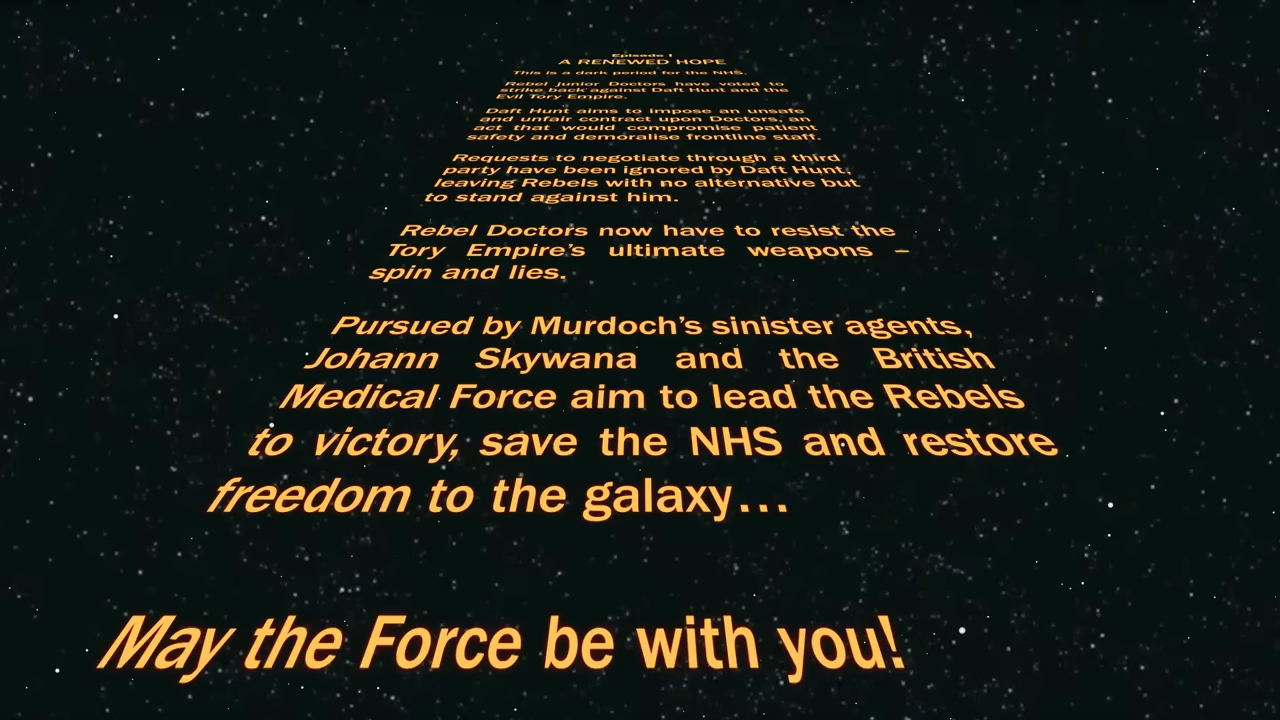 Episode I
A RENEWED HOPE
This is a dark period for the NHS.
Rebel junior Doctors have voted to
strike back against Daft Hunt and the
Evil Tory Empire.
Daft Hunt aims to impose an unsafe
and unfair contract upon Doctors, an
act that would compromise patient
safety and demoralise frontline staff.
Requests to negotiate through a third
party have been ignored by Daft Hunt,
leaving Rebels with no alternative but
to stand against him.
Rebel Doctors now have to resist the
Tory Empire’s ultimate weapons –
spin and lies.
Pursued by Murdoch’s sinister agents,
Johann Skywana and the British
Medical Force aim to lead the Rebels
to victory, save the NHS and restore
freedom to the galaxy…
May the Force be with you!